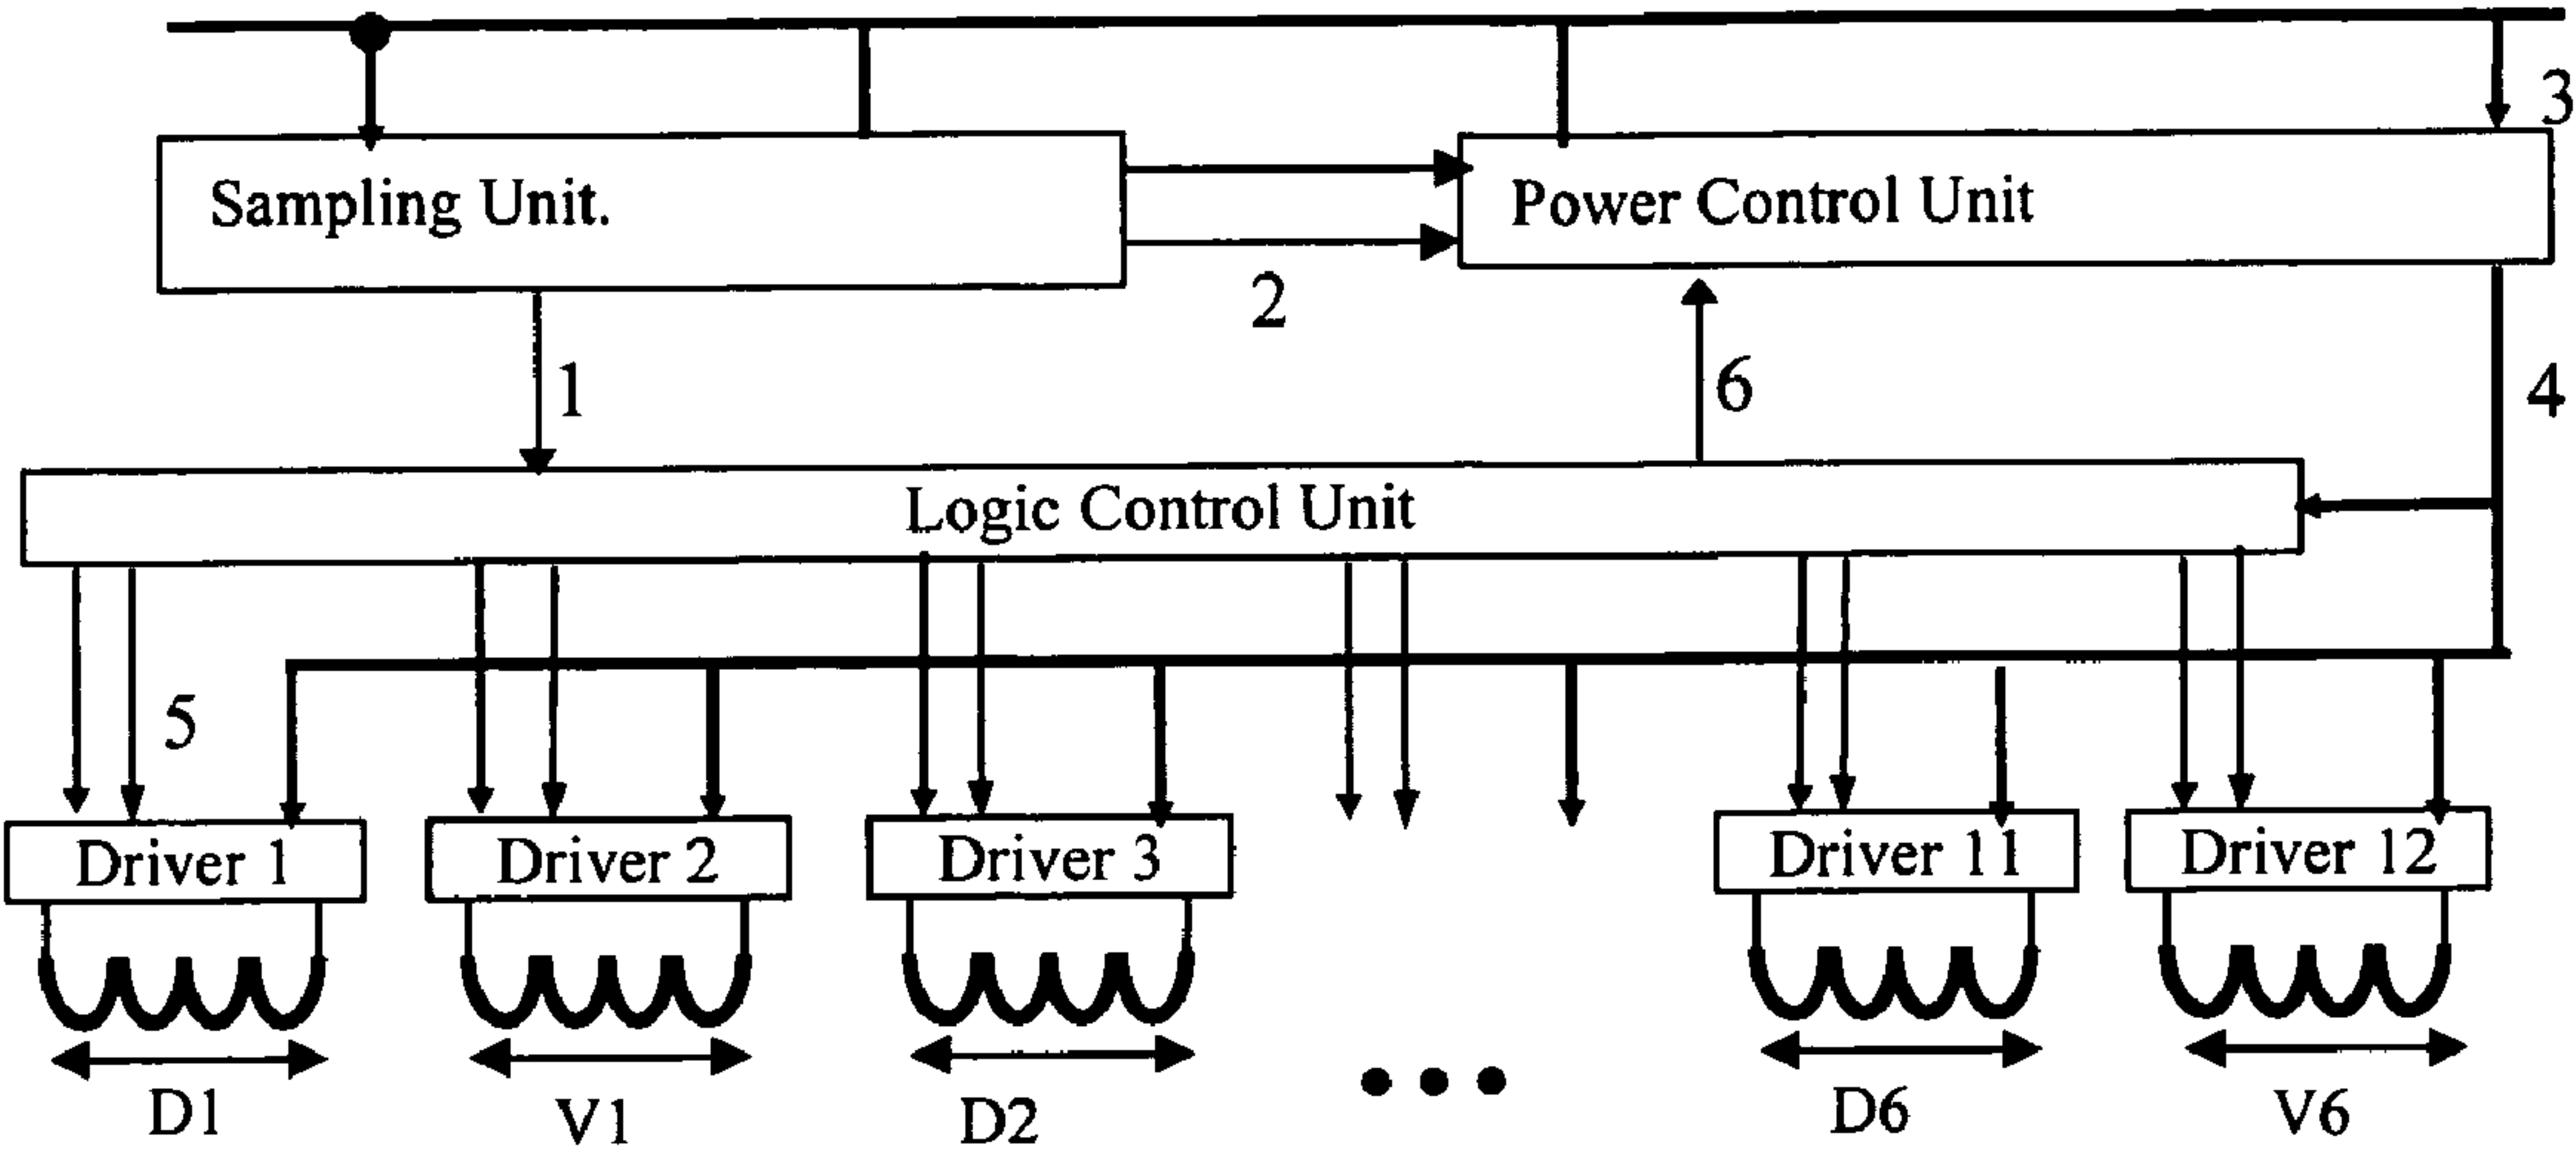 3
Sampling Unit.
Power Control Unit
2
1
6
4
Logic Control Unit
5
Driver 1
Driver 2
Driver 3
Driver 11
Driver 12
D1
V1
D2
D6
V6